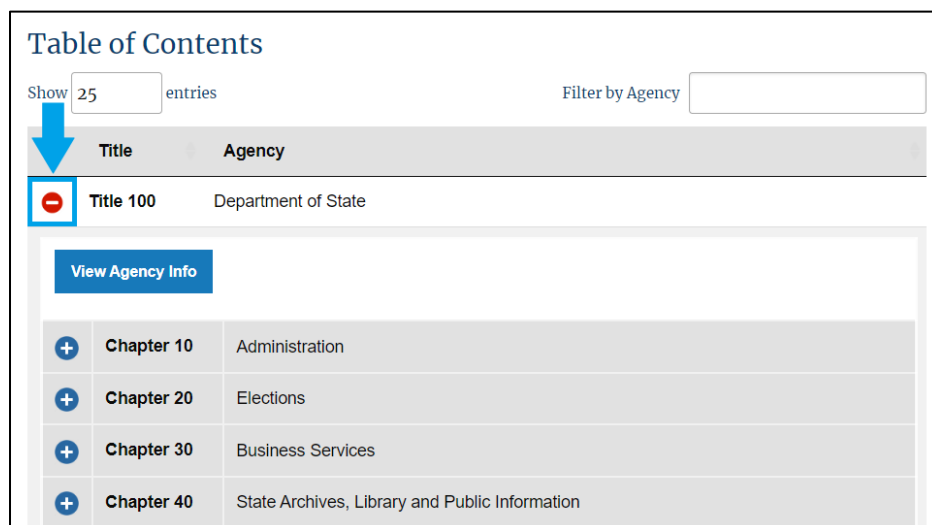 Table of Contents
Show 25 entries Filter by Agency
Title Agency
Title 100 Department of State
View Agency Info
Chapter 10 Administration
Chapter 20 Elections
Chapter 30 Business Services
Chapter 40 State Archives, Library and Public Information